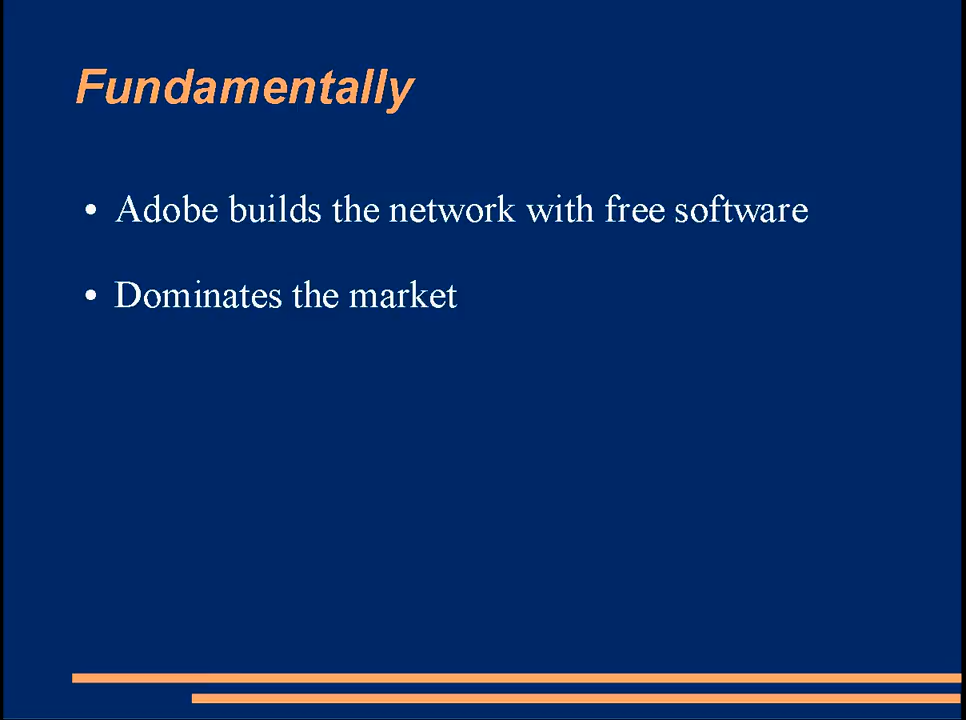 Fundamentally
• Adobe builds the network with free software
• Dominates the market